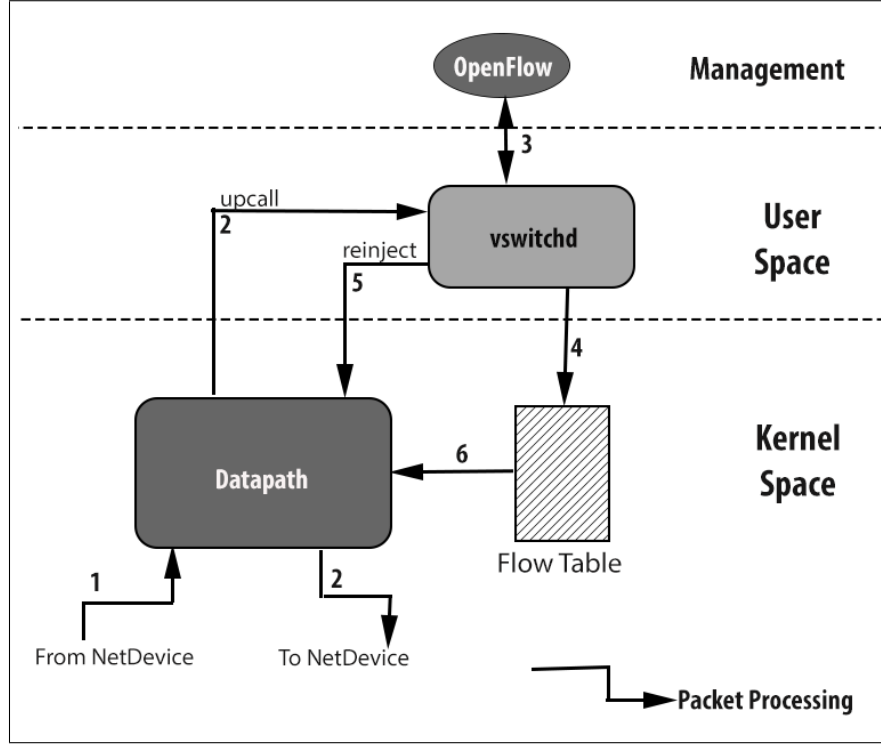 OpenFlow
Management
3
upcall
2
vswitchd
User
Space
reinject
5
4
Kernel
Space
Datapath
6
Flow Table
1
2
From NetDevice
To NetDevice
Packet Processing